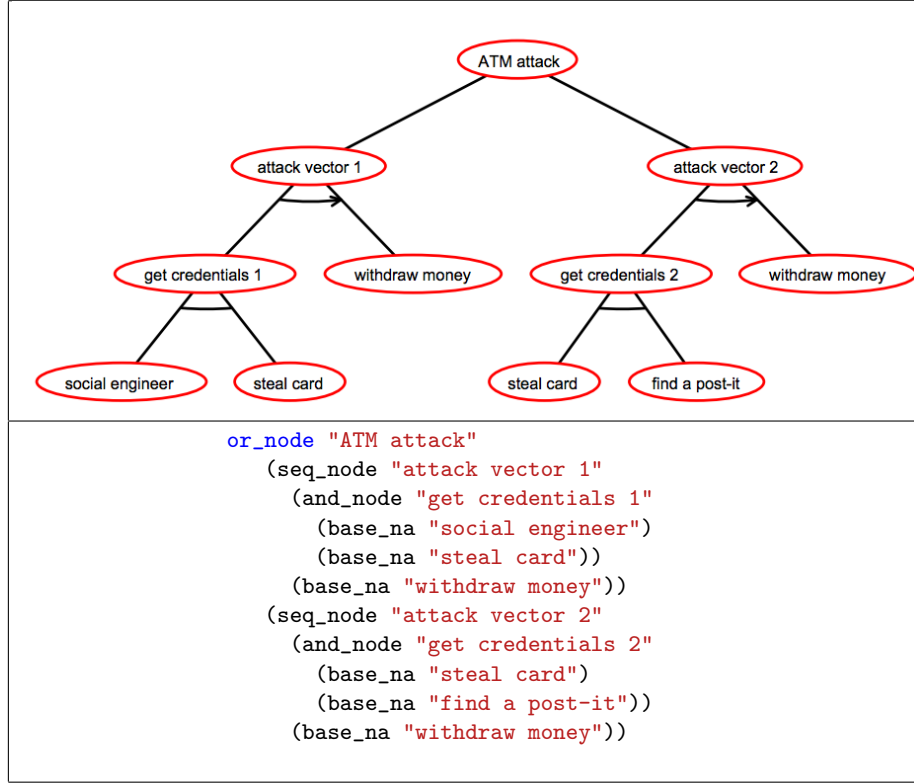 ATM attack
attack vector 1
attack vector 2
get credentials 1
withdraw money
get credentials 2
withdraw money
social engineer
steal card
steal card
find a post-it
or_node "ATM attack"
(seq_node "attack vector 1"
(and_node "get credentials 1"
(base_na "social engineer")
(base_na "steal card"))
(base_na "withdraw money"))
(seq_node "attack vector 2"
(and_node "get credentials 2"
(base_na "steal card")
(base_na "find a post-it"))
(base_na "withdraw money"))